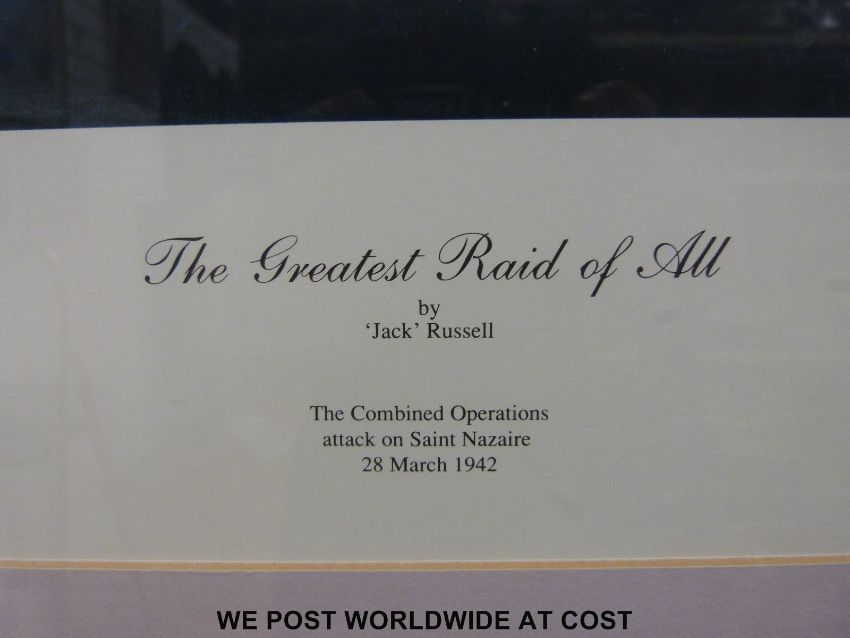 The Greatest Raid of All
by
‘Jack’ Russell
The Combined Operations
attack on Saint Nazaire
28 March 1942
WE POST WORLDWIDE AT COST